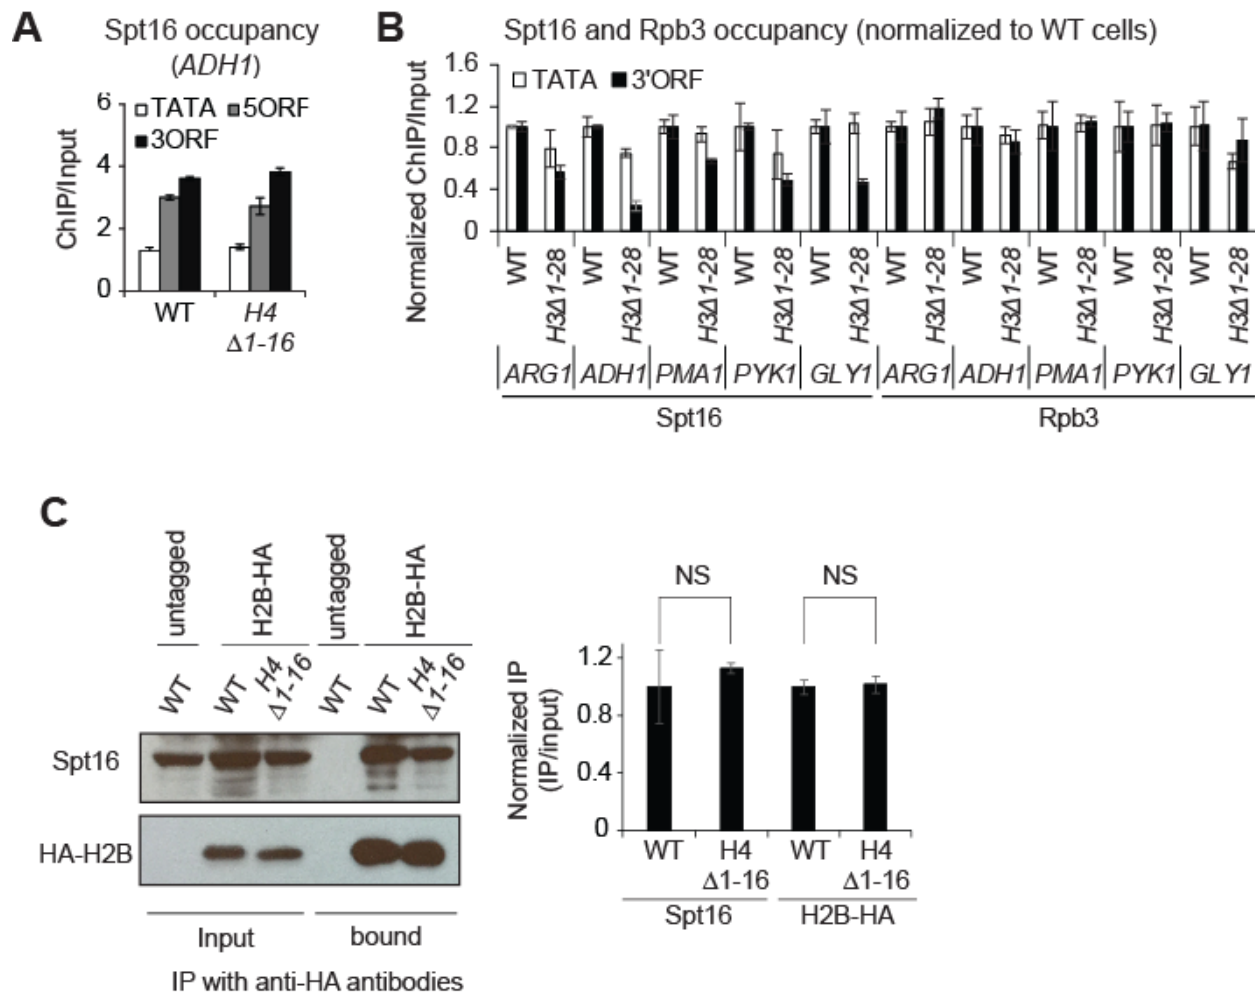 A
Spt16 occupancy
(ADH1)
6
4
2
0
ChIP/Input
TATA 5ORF
3ORF
WT
H4
Δ1-16
B
Spt16 and Rpb3 occupancy (normalized to WT cells)
Normalized ChIP/Input
1.6
1.2
0.8
0.4
0
TATA 3'ORF
WT H3Δ1-28 WT H3Δ1-28 WT H3Δ1-28 WT H3Δ1-28 WT H3Δ1-28 WT H3Δ1-28 WT H3Δ1-28 WT H3Δ1-28 WT H3Δ1-28 WT H3Δ1-28
ARG1 ADH1 PMA1 PYK1 GLY1 ARG1 ADH1 PMA1 PYK1 GLY1
Spt16 Rpb3
C
untagged H2B-HA untagged H2B-HA
WT WT H4 Δ1-16 WT WT H4 Δ1-16
Spt16
HA-H2B
Input bound
IP with anti-HA antibodies
NS NS
Normalized IP
(IP/input)
1.2
0.8
0.4
0
WT H4 WT H4
Δ1-16 Δ1-16
Spt16 H2B-HA